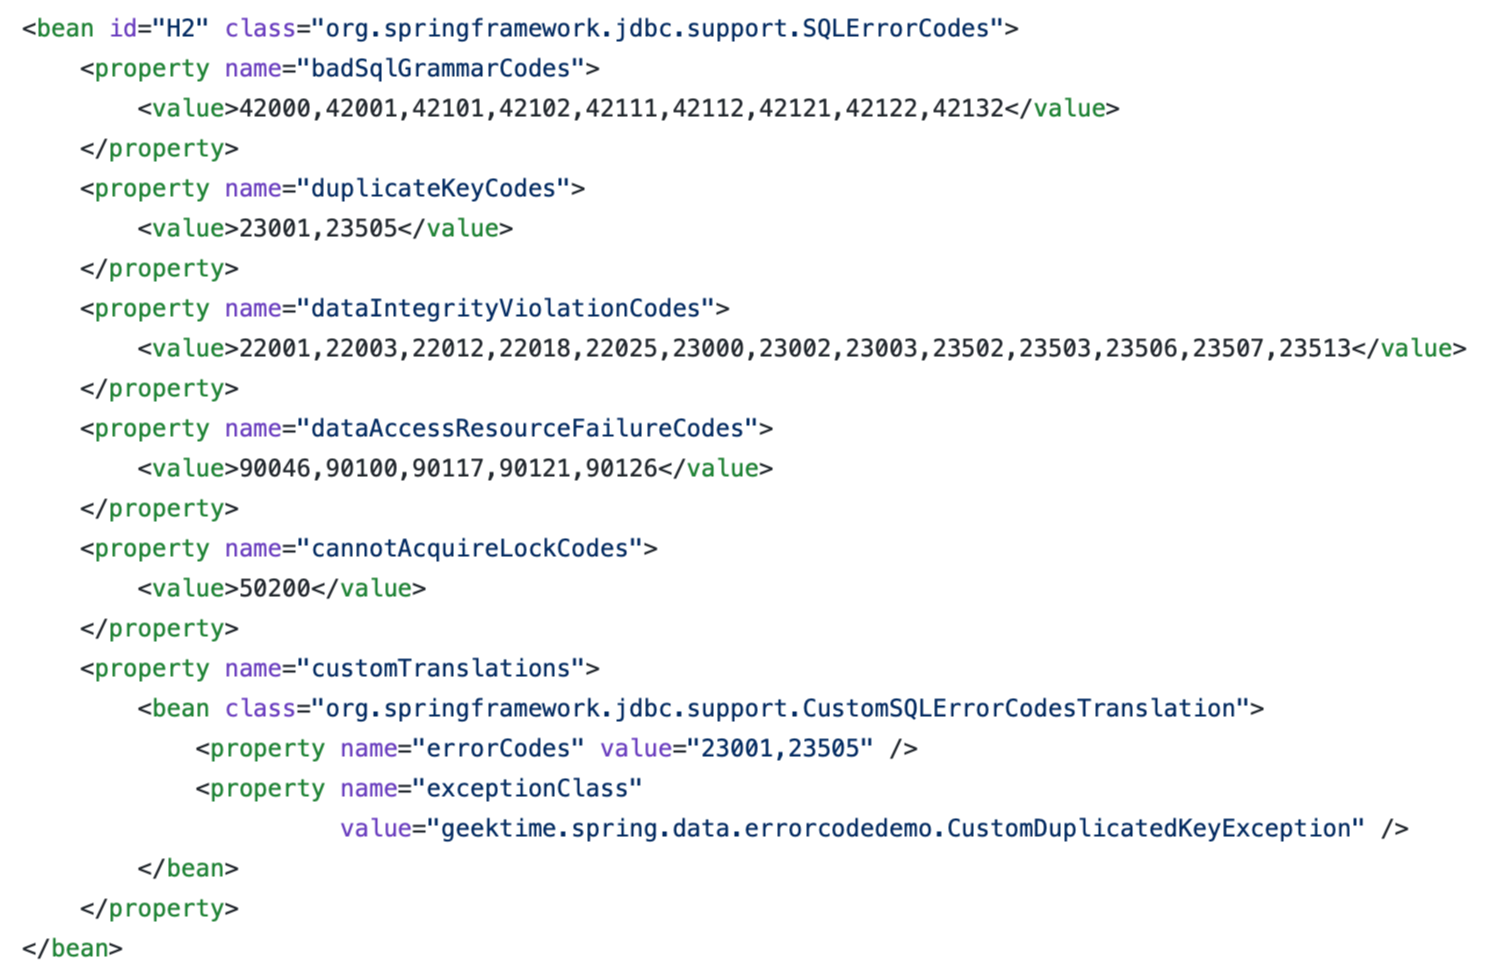 <bean id="H2" class="org.springframework.jdbc.support.SQLErrorCodes">
    <property name="badSqlGrammarCodes">
        <value>42000,42001,42101,42102,42111,42112,42121,42122,42132</value>
    </property>
    <property name="duplicateKeyCodes">
        <value>23001,23505</value>
    </property>
    <property name="dataIntegrityViolationCodes">
        <value>22001,22003,22012,22018,22025,23000,23002,23003,23502,23503,23506,23507,23513</value>
    </property>
    <property name="dataAccessResourceFailureCodes">
        <value>90046,90100,90117,90121,90126</value>
    </property>
    <property name="cannotAcquireLockCodes">
        <value>50200</value>
    </property>
    <property name="customTranslations">
        <bean class="org.springframework.jdbc.support.CustomSQLErrorCodesTranslation">
            <property name="errorCodes" value="23001,23505" />
            <property name="exceptionClass"
                      value="geektime.spring.data.errorcodedemo.CustomDuplicatedKeyException" />
        </bean>
    </property>
</bean>